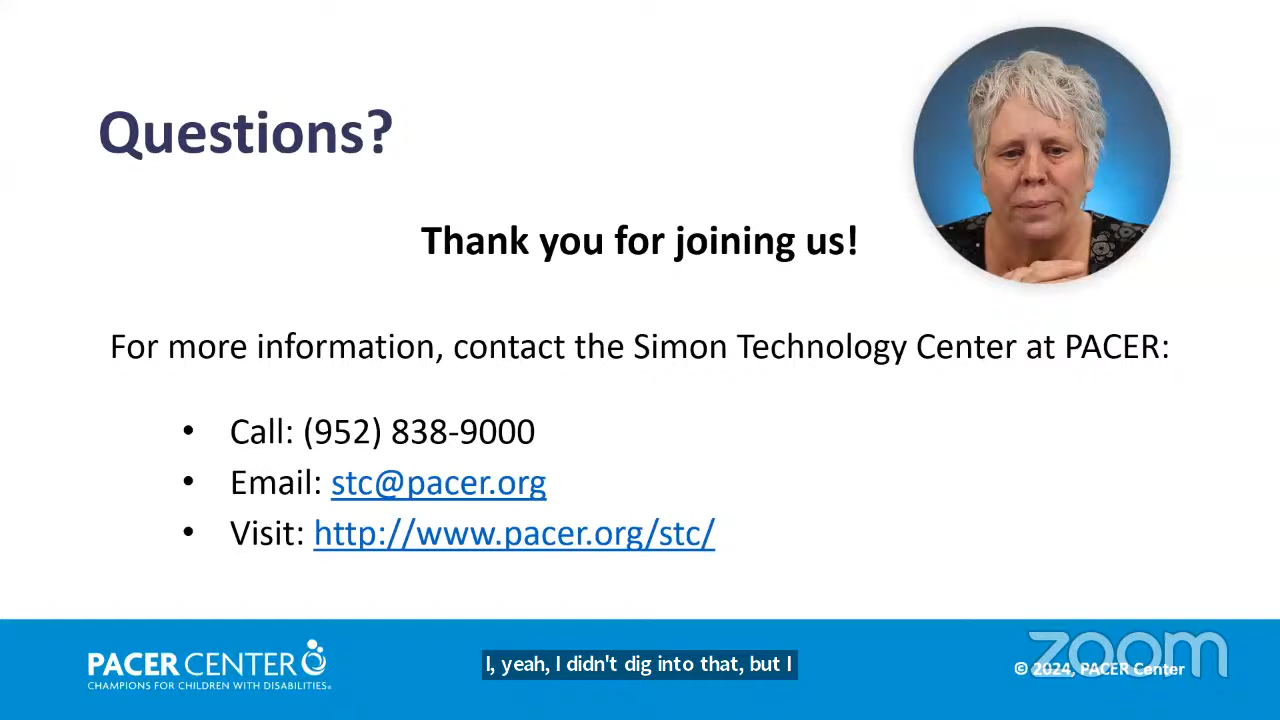 Questions?
Thank you for joining us!
For more information, contact the Simon Technology Center at PACER:
• Call: (952) 838-9000
• Email: stc@pacer.org
• Visit: http://www.pacer.org/stc/
PACER CENTER
CHAMPIONS FOR CHILDREN WITH DISABILITIES®
I, yeah, I didn't dig into that, but I
© 2024, PACER Center
zoom